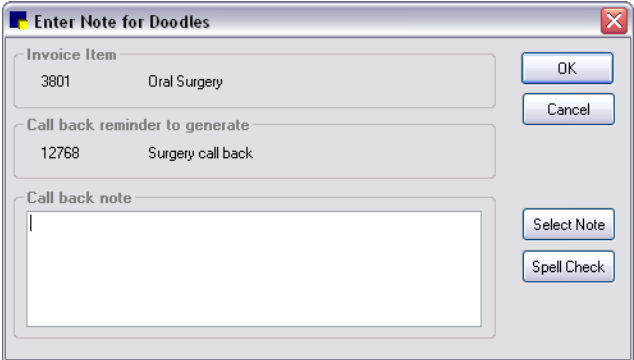 Enter Note for Doodles
Invoice Item
3801 Oral Surgery
OK
Cancel
Call back reminder to generate
12768 Surgery call back
Call back note
Select Note
Spell Check